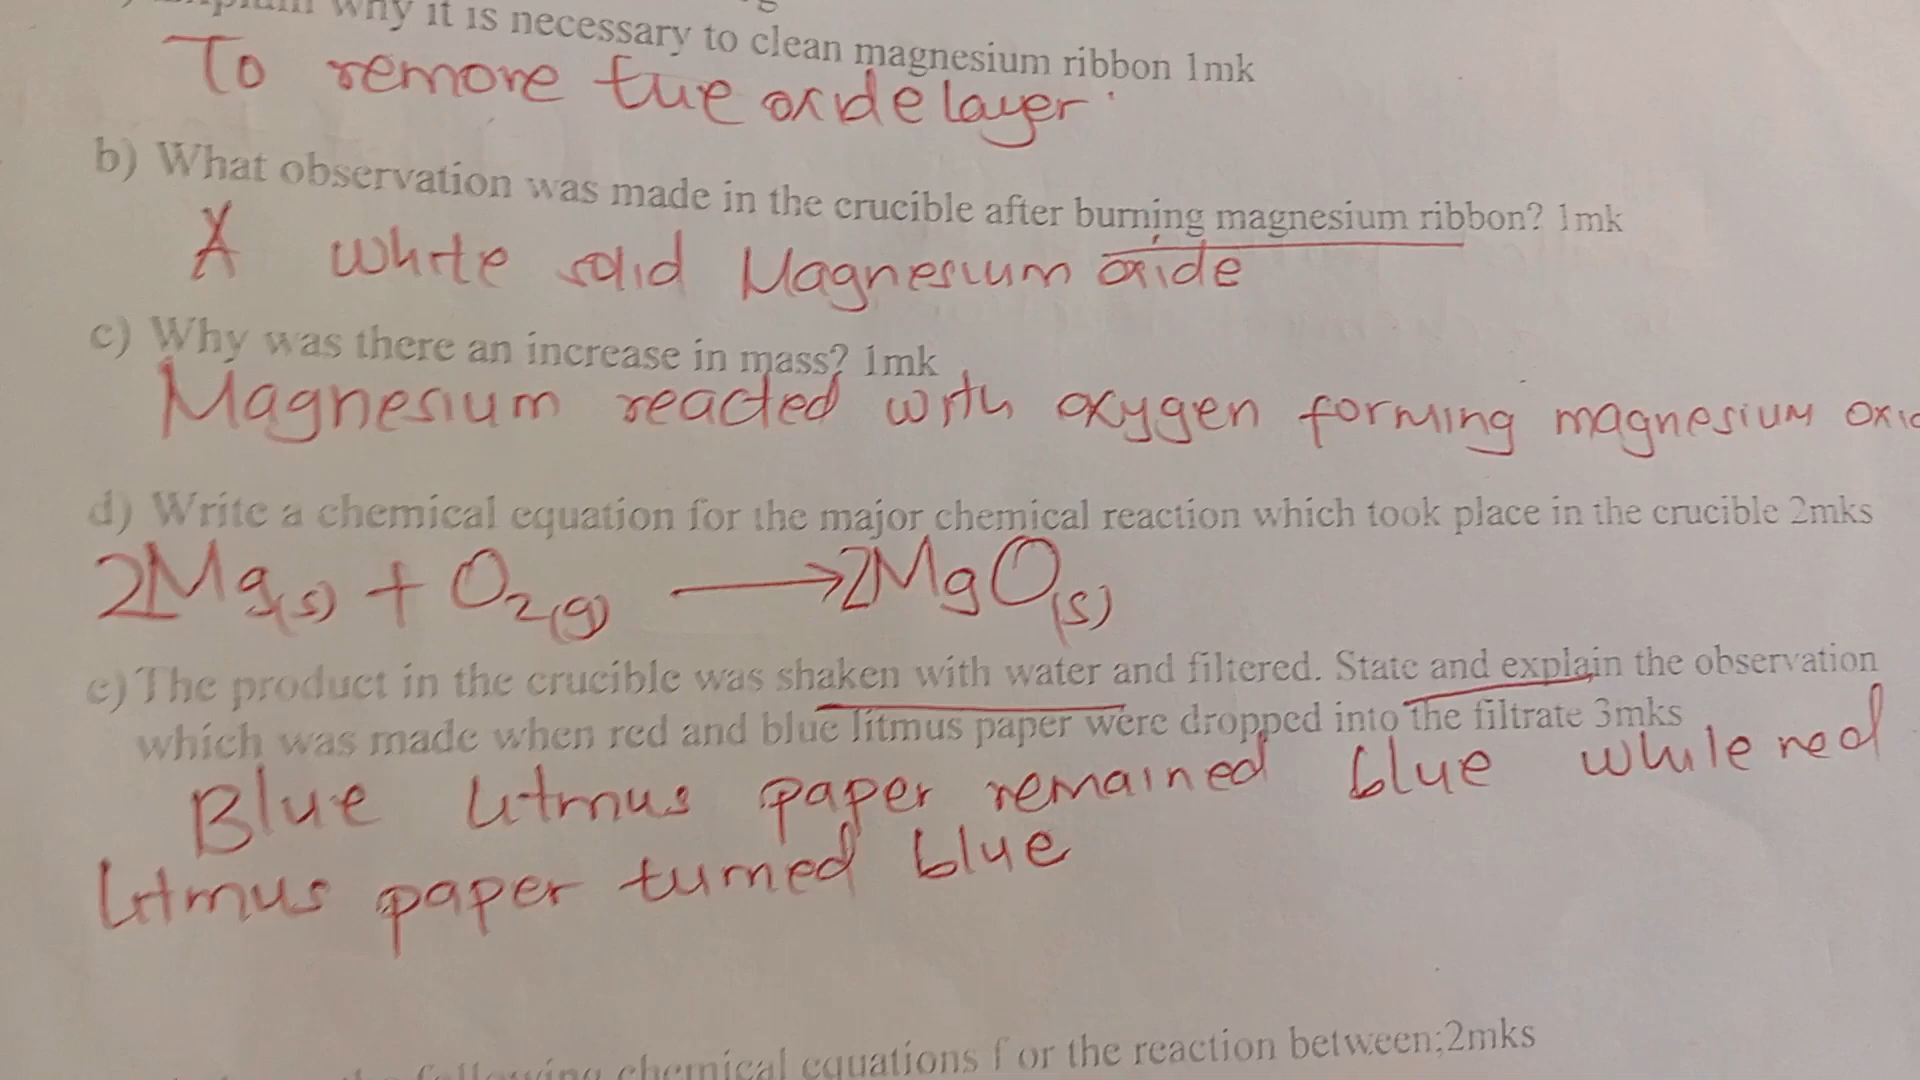 why it is necessary to clean magnesium ribbon 1mk
To remove the oxide layer.
b) What observation was made in the crucible after burning magnesium ribbon? 1mk
A white solid Magnesium oxide
c) Why was there an increase in mass? 1mk
Magnesium reacted with oxygen forming magnesium oxid
d) Write a chemical equation for the major chemical reaction which took place in the crucible 2mks
2Mg(s) + O2(g) → 2MgO(s)
e) The product in the crucible was shaken with water and filtered. State and explain the observation
which was made when red and blue litmus paper were dropped into the filtrate 3mks
Blue litmus paper remained blue while red
litmus paper turned blue
following chemical equations f or the reaction between;2mks